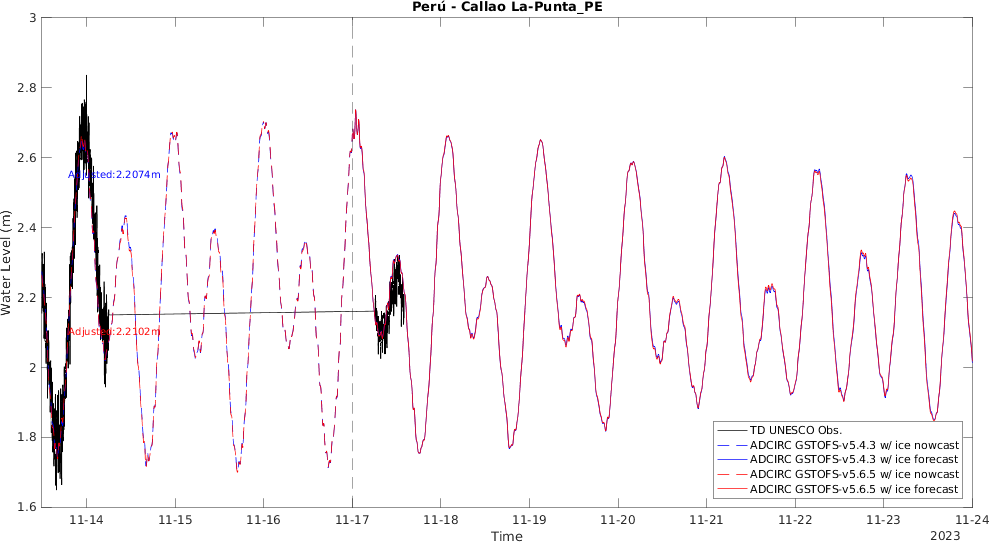 Perú - Callao La-Punta_PE
3
2.8
2.6
2.4
2.2
2
1.8
1.6
Water Level (m)
Adjusted:2.2074m
Adjusted:2.2102m
TD UNESCO Obs.
ADCIRC GSTOFS-v5.4.3 w/ ice nowcast
ADCIRC GSTOFS-v5.4.3 w/ ice forecast
ADCIRC GSTOFS-v5.6.5 w/ ice nowcast
ADCIRC GSTOFS-v5.6.5 w/ ice forecast
11-14 11-15 11-16 11-17 11-18 11-19 11-20 11-21 11-22 11-23 11-24
Time
2023